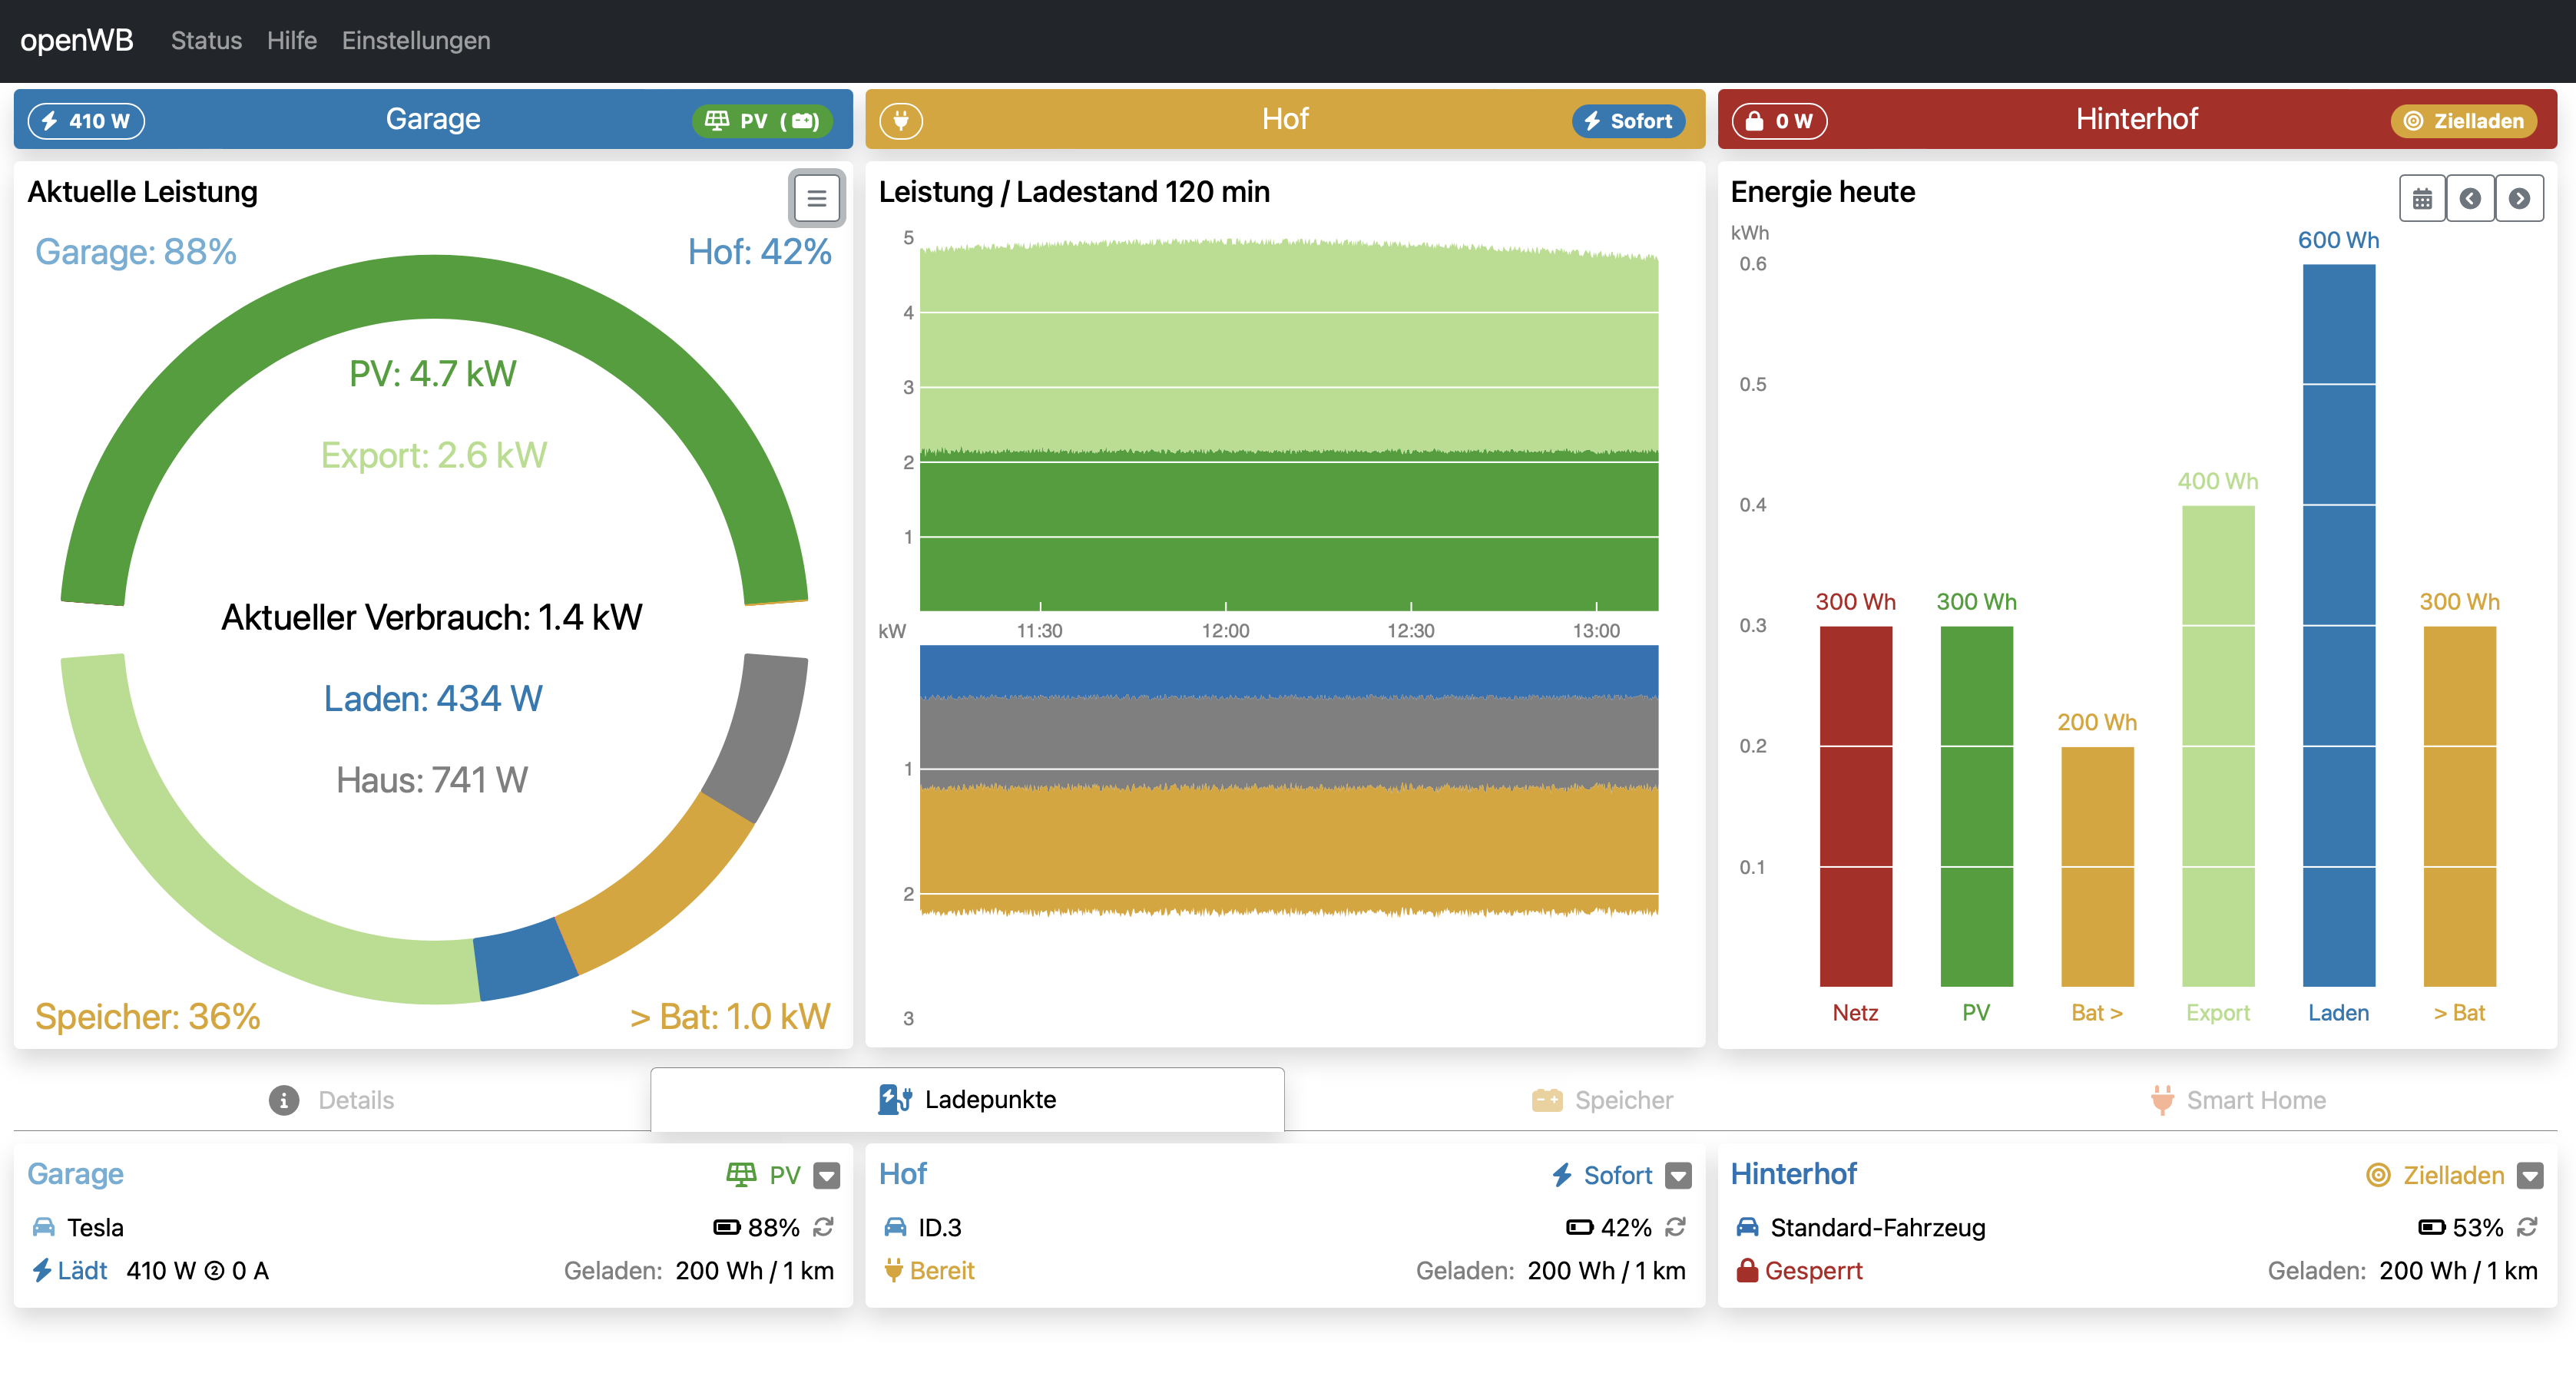 openWB Status Hilfe Einstellungen
410 W Garage PV ( )
Hof Sofort
0 W Hinterhof Zielladen
Aktuelle Leistung
Garage: 88% Hof: 42%
PV: 4.7 kW
Export: 2.6 kW
Aktueller Verbrauch: 1.4 kW
Laden: 434 W
Haus: 741 W
Speicher: 36% > Bat: 1.0 kW
Leistung / Ladestand 120 min
5
4
3
2
1
kW 11:30 12:00 12:30 13:00
1
2
3
Energie heute
kWh
600 Wh
0.6
0.5
400 Wh
0.4
300 Wh 300 Wh 300 Wh
0.3
200 Wh
0.2
0.1
Netz PV Bat > Export Laden > Bat
Details Ladepunkte Speicher Smart Home
Garage PV
Tesla 88%
Lädt 410 W ② 0 A Geladen: 200 Wh / 1 km
Hof Sofort
ID.3 42%
Bereit Geladen: 200 Wh / 1 km
Hinterhof Zielladen
Standard-Fahrzeug 53%
Gesperrt Geladen: 200 Wh / 1 km